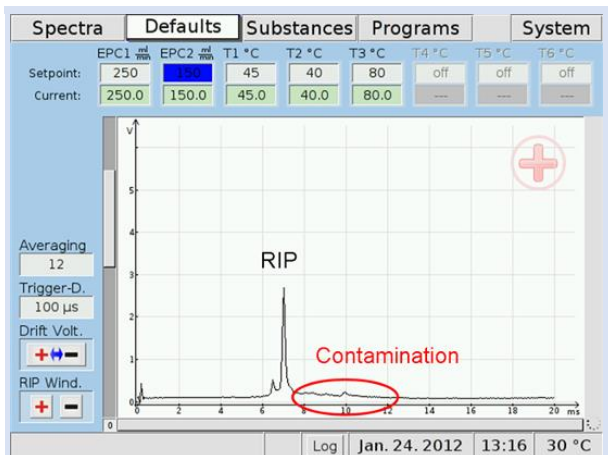 Spectra Defaults Substances Programs System
EPC1 ml/min EPC2 ml/min T1 °C T2 °C T3 °C T4 °C T5 °C T6 °C
Setpoint: 250 150 45 40 80 off off off
Current: 250.0 150.0 45.0 40.0 80.0 --- --- ---
V
5
3
2
1
0
0 2 4 6 8 10 12 14 16 18 20 ms
RIP
Contamination
Averaging
12
Trigger-D.
100 µs
Drift Volt.
+ −
RIP Wind.
+ −
0
Log Jan. 24. 2012 13:16 30 °C